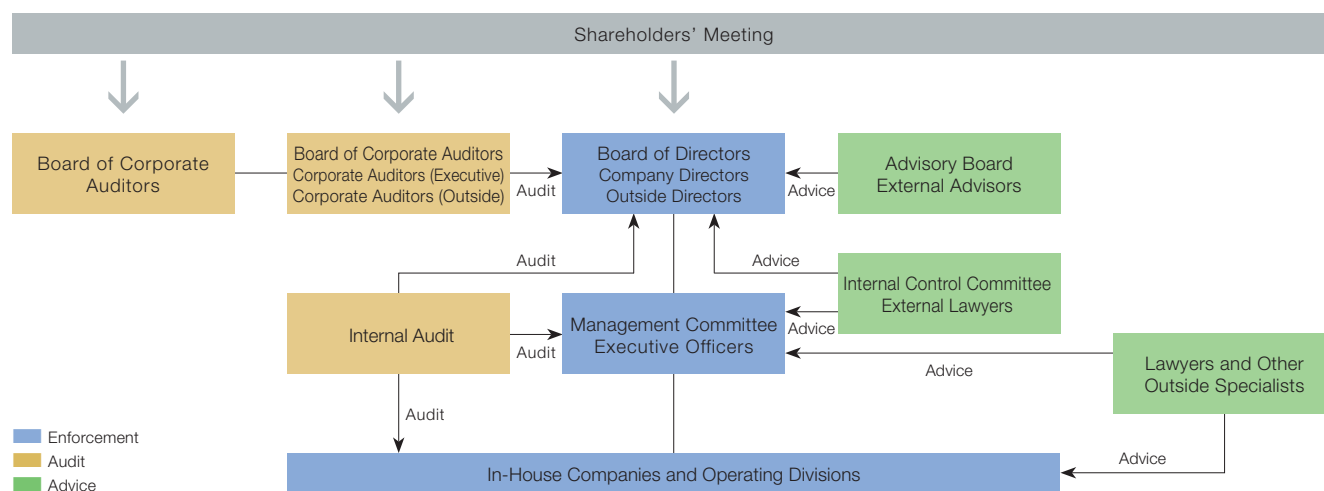 Shareholders’ Meeting
Board of Corporate
Auditors
Board of Corporate Auditors
Corporate Auditors (Executive)
Corporate Auditors (Outside)
Audit
Board of Directors
Company Directors
Outside Directors
Advice
Advisory Board
External Advisors
Audit
Advice
Internal Control Committee
External Lawyers
Internal Audit
Audit
Management Committee
Executive Officers
Advice
Advice
Lawyers and Other
Outside Specialists
Audit
Enforcement
Audit
Advice
In-House Companies and Operating Divisions
Advice